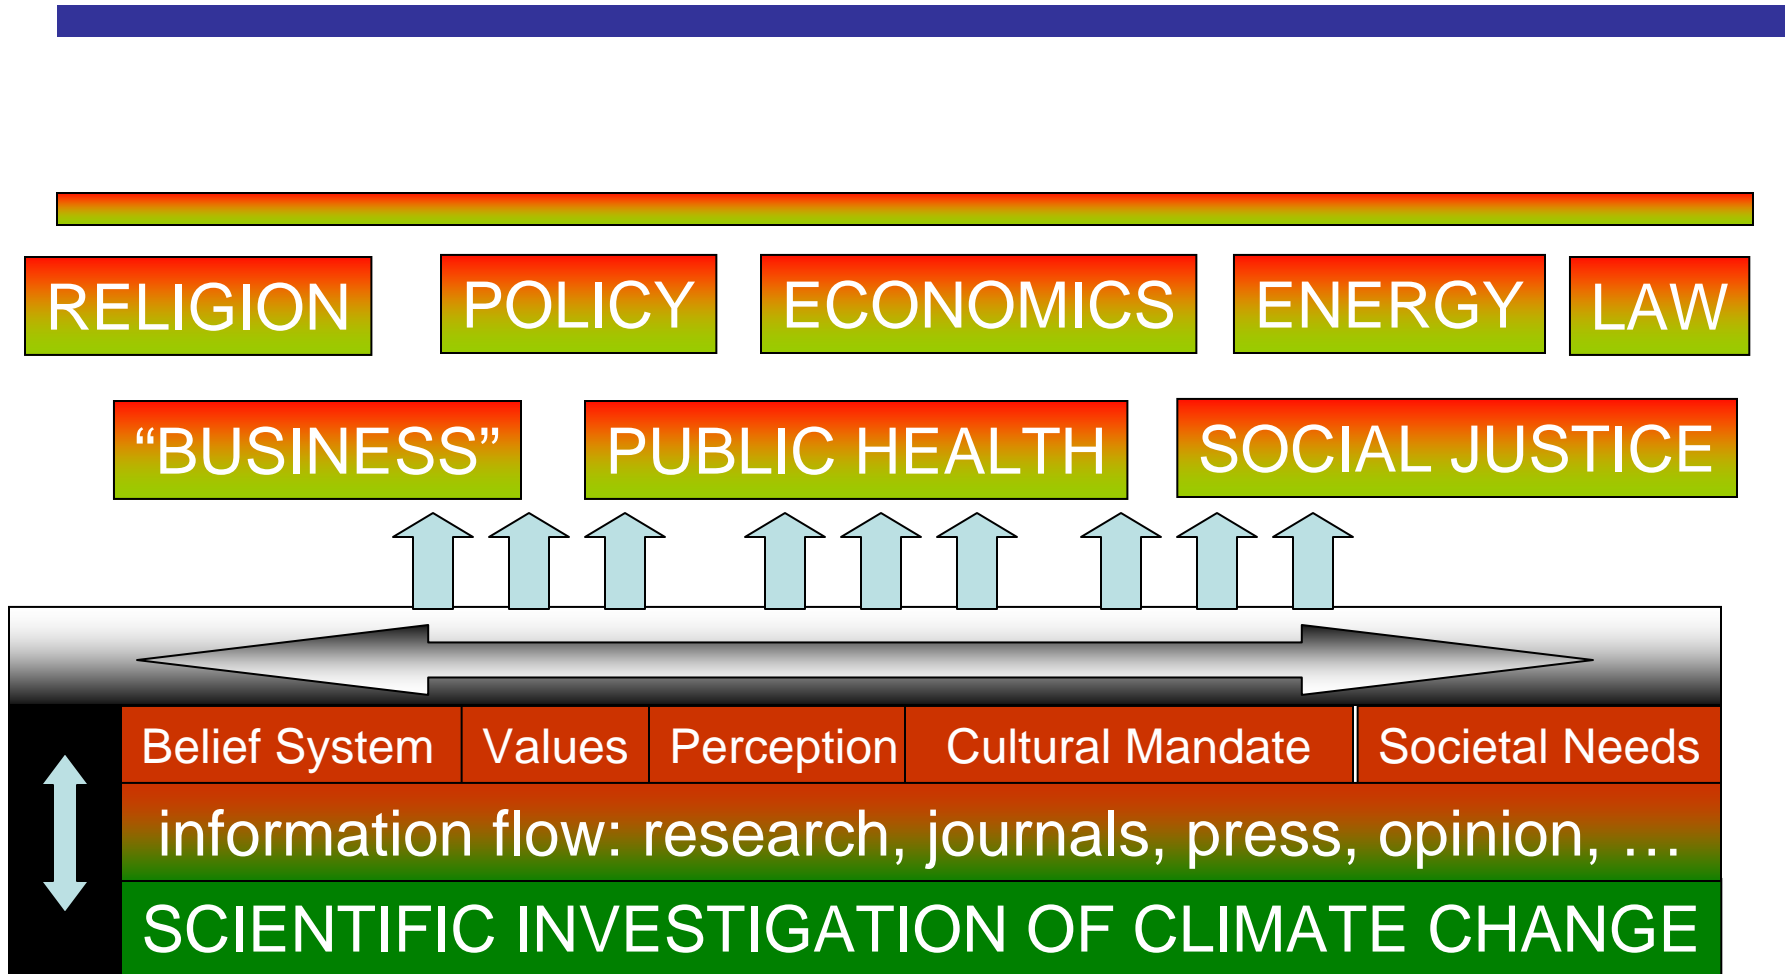 RELIGION POLICY ECONOMICS ENERGY LAW
“BUSINESS” PUBLIC HEALTH SOCIAL JUSTICE
Belief System Values Perception Cultural Mandate Societal Needs
information flow: research, journals, press, opinion, …
SCIENTIFIC INVESTIGATION OF CLIMATE CHANGE